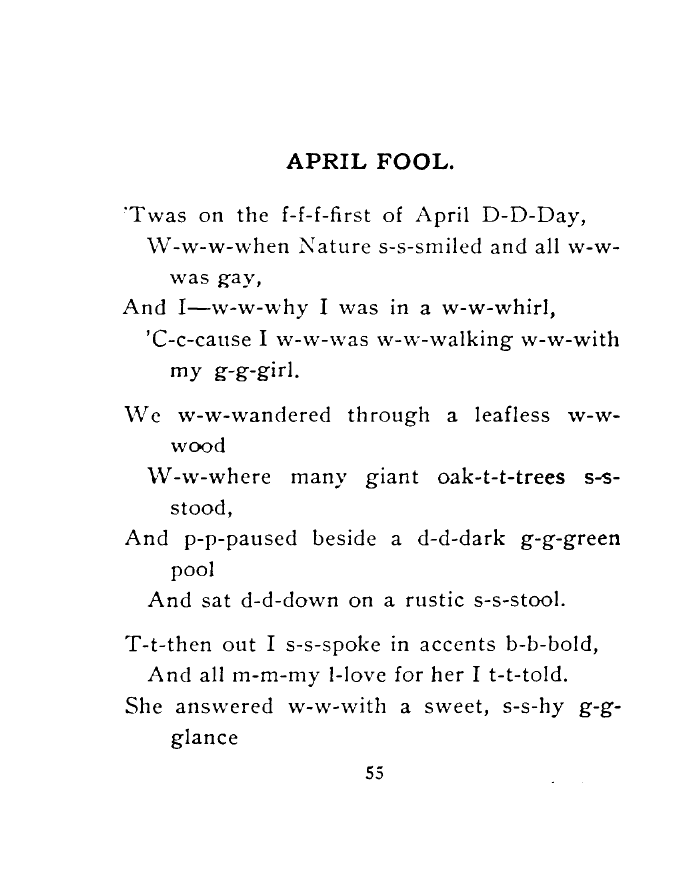 APRIL FOOL.
'Twas on the f-f-f-first of April D-D-Day,
W-w-w-when Nature s-s-smiled and all w-w-
was gay,
And I—w-w-why I was in a w-w-whirl,
'C-c-cause I w-w-was w-w-walking w-w-with
my g-g-girl.
We w-w-wandered through a leafless w-w-
wood
W-w-where many giant oak-t-t-trees s-s-
stood,
And p-p-paused beside a d-d-dark g-g-green
pool
And sat d-d-down on a rustic s-s-stool.
T-t-then out I s-s-spoke in accents b-b-bold,
And all m-m-my l-love for her I t-t-told.
She answered w-w-with a sweet, s-s-hy g-g-
glance
55